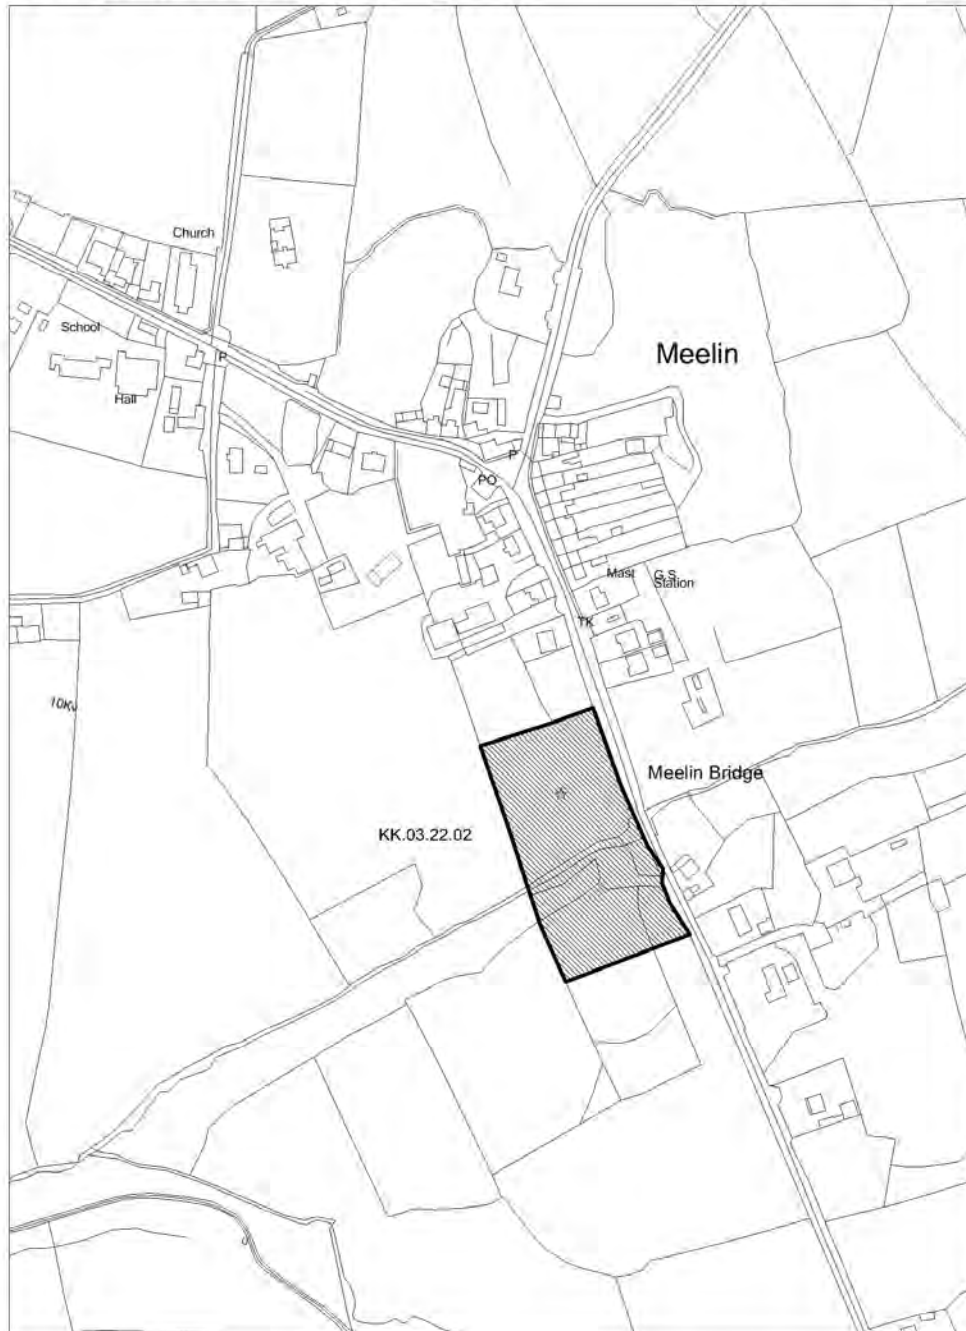 Church
School
P
Meelin
Hall
P
PO
Mast
G.S.
Station
TK
10Kv
Meelin Bridge
KK.03.22.02